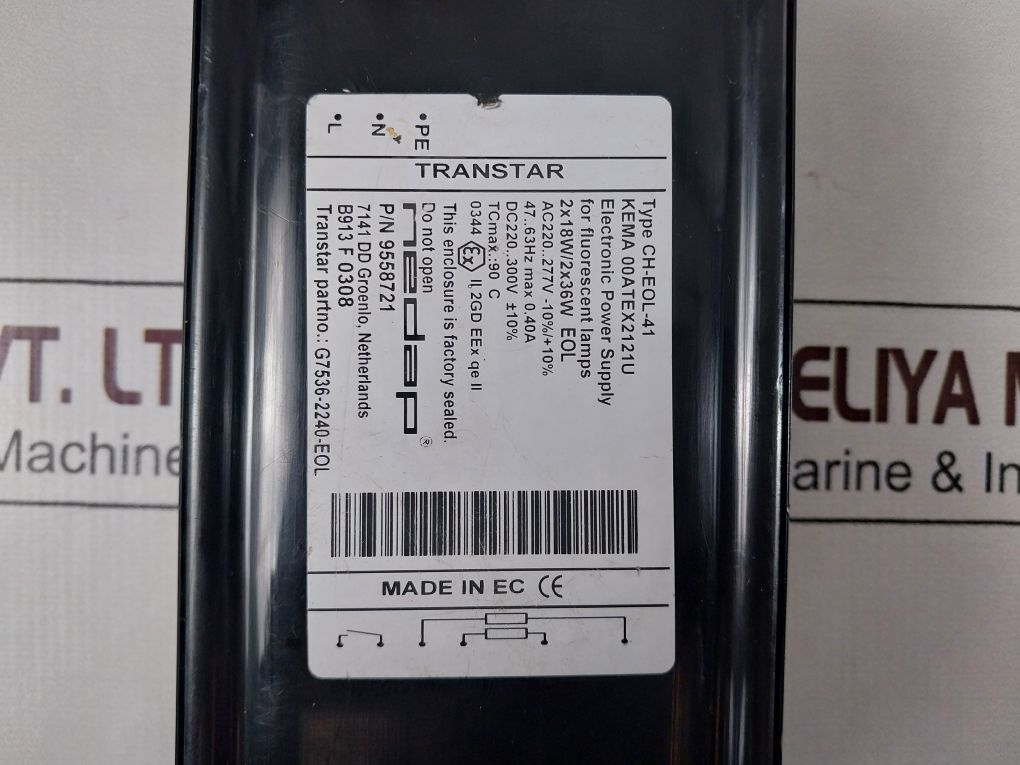 PE
N
L
TRANSTAR
Type CH-EOL-41
KEMA 00ATEX2121U
Electronic Power Supply
for fluorescent lamps
2x18W/2x36W EOL
AC220..277V -10%/+10%
47..63Hz max 0.40A
DC220...300V ±10%
TCmax.:90 C
0344 Ex II 2GD EEx qe II
This enclosure is factory sealed.
Do not open
nedap®
P/N 9558721
7141 DD Groenlo, Netherlands
B913 F 0308
Transtar partno.: G7536-2240-EOL
MADE IN EC CE
VT. LT
Machine
ELIYA M
arine & In